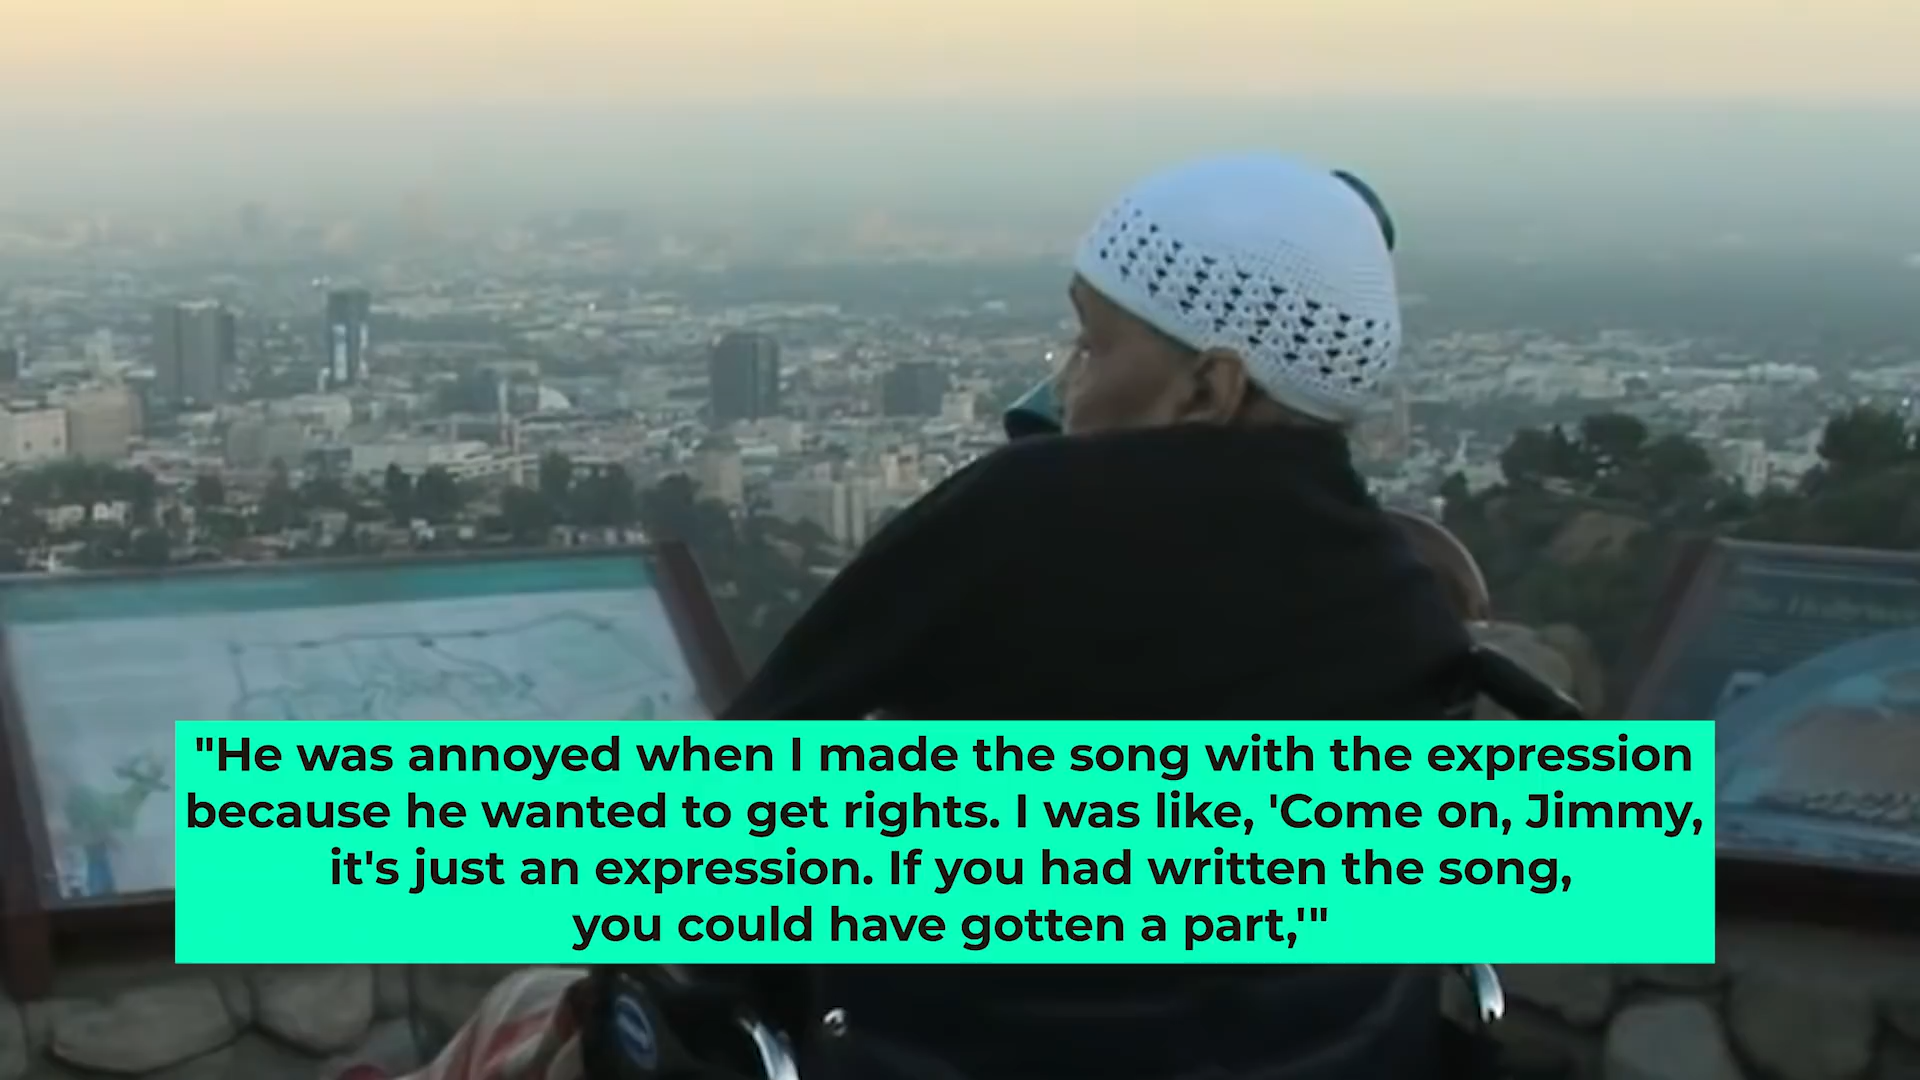 "He was annoyed when I made the song with the expression
because he wanted to get rights. I was like, 'Come on, Jimmy,
it's just an expression. If you had written the song,
you could have gotten a part,'"